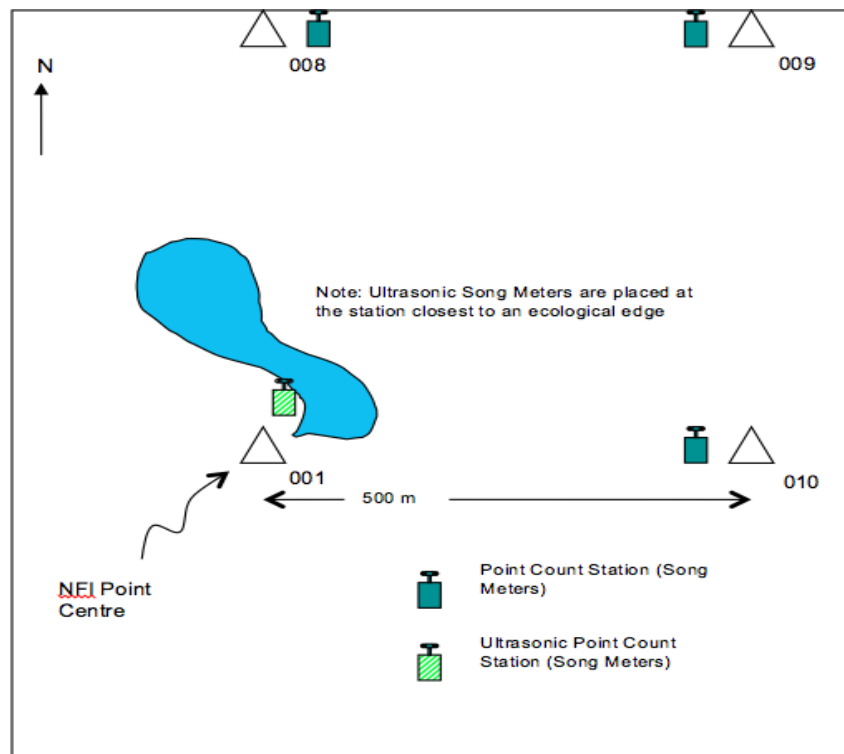 008
009
N
Note: Ultrasonic Song Meters are placed at
the station closest to an ecological edge
001
010
500 m
NFI Point
Centre
Point Count Station (Song
Meters)
Ultrasonic Point Count
Station (Song Meters)